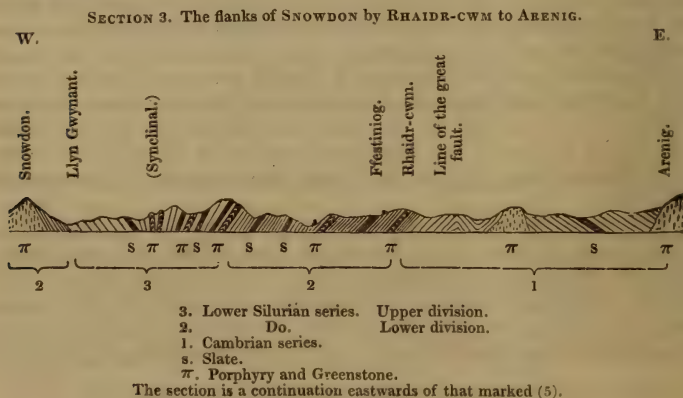 SECTION 3. The flanks of SNOWDON by RHAIDR-CWM to ARENIG.
W. E.
Snowdon.
Llyn Gwynant.
(Synclinal.)
Ffestiniog.
Rhaidr-cwm.
Line of the great
fault.
Arenig.
π s π π s π s s π π π s π
2 3 2 1
3. Lower Silurian series. Upper division.
2. Do. Lower division.
1. Cambrian series.
s. Slate.
π. Porphyry and Greenstone.
The section is a continuation eastwards of that marked (5).